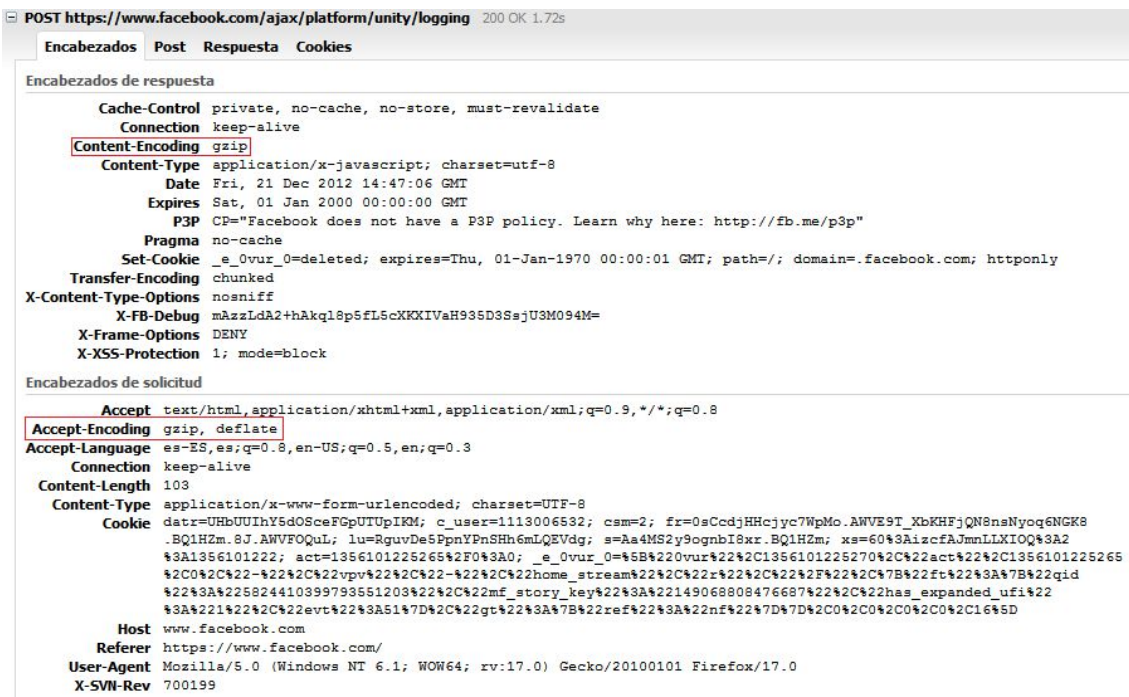 POST https://www.facebook.com/ajax/platform/unity/logging 200 OK 1.72s
Encabezados Post Respuesta Cookies
Encabezados de respuesta
Cache-Control private, no-cache, no-store, must-revalidate
Connection keep-alive
Content-Encoding gzip
Content-Type application/x-javascript; charset=utf-8
Date Fri, 21 Dec 2012 14:47:06 GMT
Expires Sat, 01 Jan 2000 00:00:00 GMT
P3P CP="Facebook does not have a P3P policy. Learn why here: http://fb.me/p3p"
Pragma no-cache
Set-Cookie _e_0vur_0=deleted; expires=Thu, 01-Jan-1970 00:00:01 GMT; path=/; domain=.facebook.com; httponly
Transfer-Encoding chunked
X-Content-Type-Options nosniff
X-FB-Debug mAzzLdA2+hAkql8p5fL5cXKXIVaH935D3SsjU3M094M=
X-Frame-Options DENY
X-XSS-Protection 1; mode=block
Encabezados de solicitud
Accept text/html,application/xhtml+xml,application/xml;q=0.9,*/*;q=0.8
Accept-Encoding gzip, deflate
Accept-Language es-ES,es;q=0.8,en-US;q=0.5,en;q=0.3
Connection keep-alive
Content-Length 103
Content-Type application/x-www-form-urlencoded; charset=UTF-8
Cookie datr=UHbUUIhY5dOSceFGpUTUpIKM; c_user=1113006532; csm=2; fr=0sCcdjHHcjyc7WpMo.AWVE9T_XbKHFjQN8nsNyoq6NGK8
.BQ1HZm.8J.AWVFOQuL; lu=RguvDe5PpnYPnSHh6mLQEVdg; s=Aa4MS2y9ognbI8xr.BQ1HZm; xs=60%3AizcfAJmnLLXIOQ%3A2
%3A1356101222; act=1356101225265%2F0%3A0; _e_0vur_0=%5B%220vur%22%2C1356101225270%2C%22act%22%2C1356101225265
%2C0%2C%22-%22%2C%22vpv%22%2C%22-%22%2C%22home_stream%22%2C%22r%22%2C%22%2F%22%2C%7B%22ft%22%3A%7B%22qid
%22%3A%225824410399793551203%22%2C%22mf_story_key%22%3A%22149068808476687%22%2C%22has_expanded_ufi%22
%3A%221%22%2C%22evt%22%3A51%7D%2C%22gt%22%3A%7B%22ref%22%3A%22nf%22%7D%7D%2C0%2C0%2C0%2C0%2C16%5D
Host www.facebook.com
Referer https://www.facebook.com/
User-Agent Mozilla/5.0 (Windows NT 6.1; WOW64; rv:17.0) Gecko/20100101 Firefox/17.0
X-SVN-Rev 700199